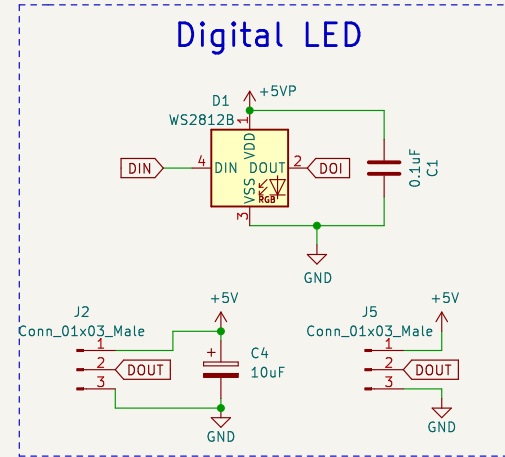 Digital LED
+5VP
D1
WS2812B
1
VDD
DIN
4
DIN
DOUT
2
DOI
VSS
RGB
3
0.1uF
C1
GND
J2
Conn_01x03_Male
1
2
DOUT
3
+5V
C4
10uF
+
GND
J5
Conn_01x03_Male
1
2
DOUT
3
+5V
GND